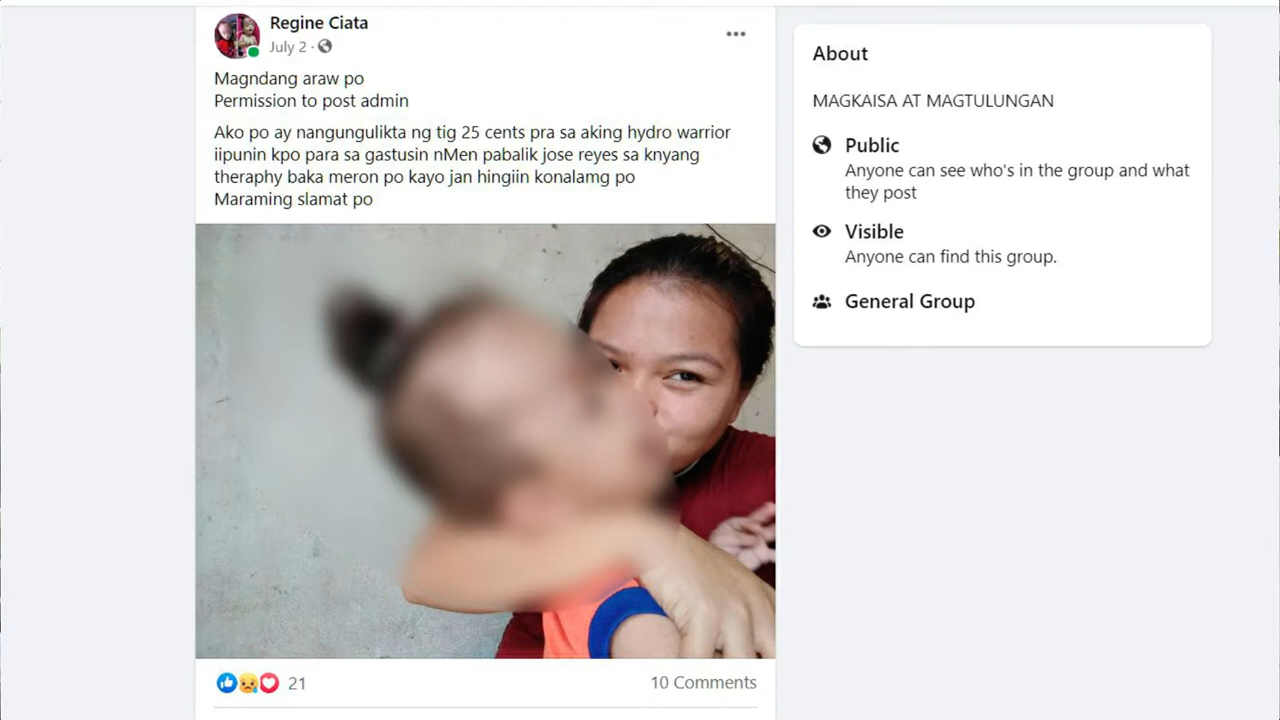 Regine Ciata
July 2 ·
Magndang araw po
Permission to post admin
Ako po ay nangungulikta ng tig 25 cents pra sa aking hydro warrior
iipunin kpo para sa gastusin nMen pabalik jose reyes sa knyang
theraphy baka meron po kayo jan hingiin konalamg po
Maraming slamat po
21
10 Comments
About
MAGKAISA AT MAGTULUNGAN
Public
Anyone can see who's in the group and what
they post
Visible
Anyone can find this group.
General Group